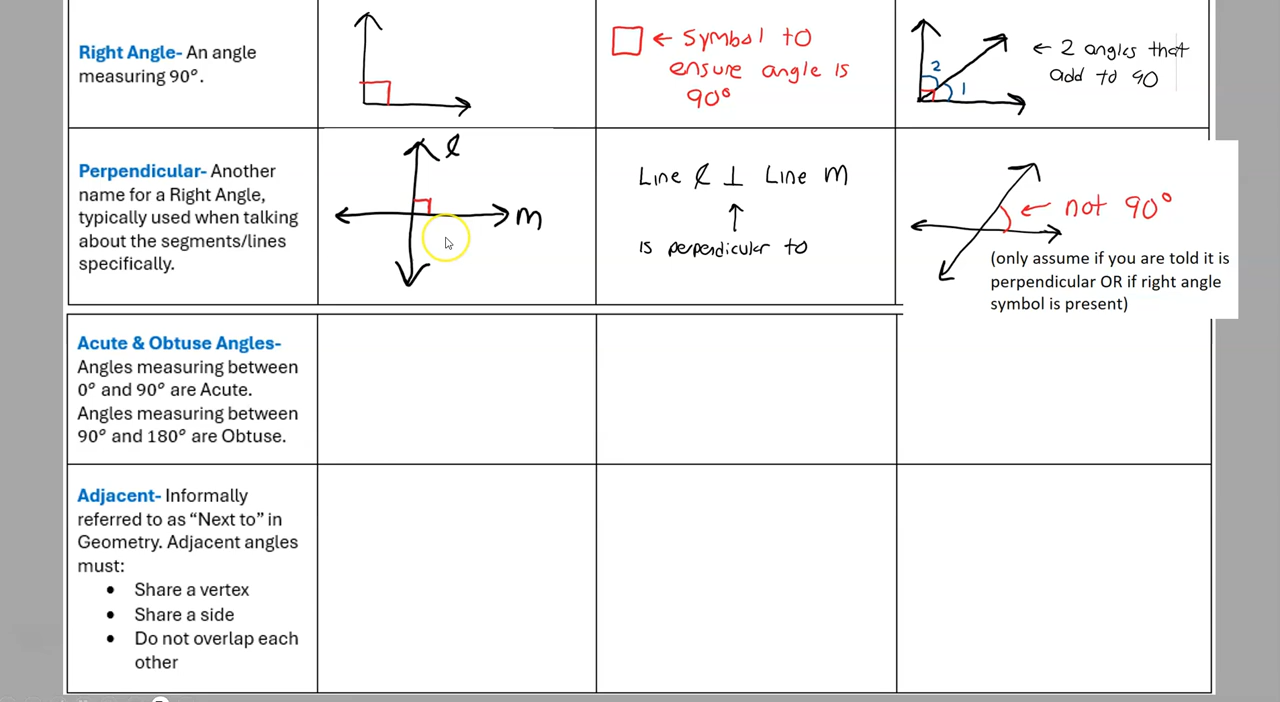 Right Angle- An angle
measuring 90°.
□ ← Symbol to
ensure angle is
90°
2
1
← 2 angles that
add to 90
Perpendicular- Another
name for a Right Angle,
typically used when talking
about the segments/lines
specifically.
ℓ
m
Line ℓ ⊥ Line m
↑
is perpendicular to
← not 90°
(only assume if you are told it is
perpendicular OR if right angle
symbol is present)
Acute & Obtuse Angles-
Angles measuring between
0° and 90° are Acute.
Angles measuring between
90° and 180° are Obtuse.
Adjacent- Informally
referred to as “Next to” in
Geometry. Adjacent angles
must:
• Share a vertex
• Share a side
• Do not overlap each
other